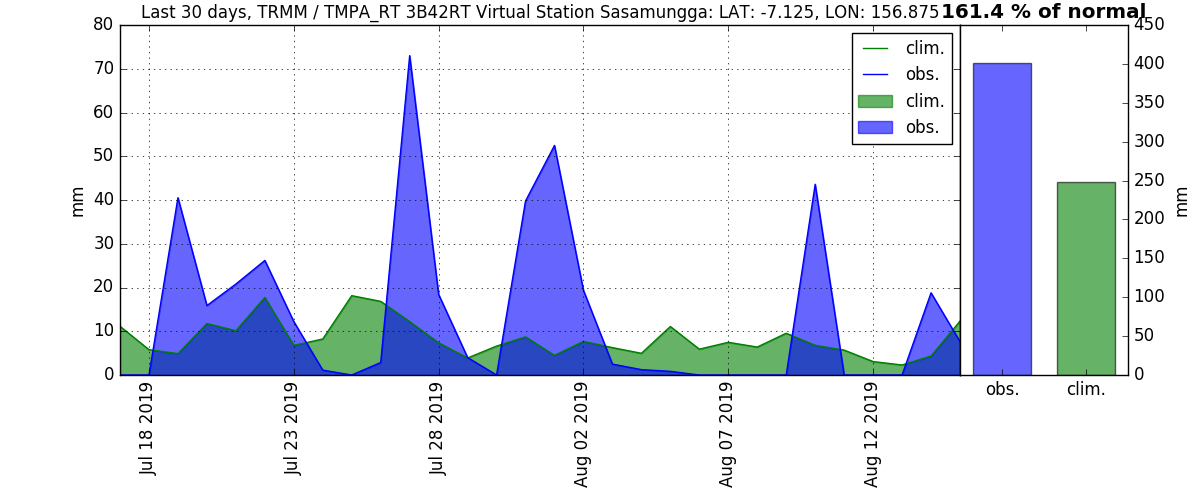 Last 30 days, TRMM / TMPA_RT 3B42RT Virtual Station Sasamungga: LAT: -7.125, LON: 156.875
161.4 % of normal
80
70
60
50
40
30
20
10
0
mm
clim.
obs.
clim.
obs.
450
400
350
300
250
200
150
100
50
0
mm
obs. clim.
Jul 18 2019
Jul 23 2019
Jul 28 2019
Aug 02 2019
Aug 07 2019
Aug 12 2019